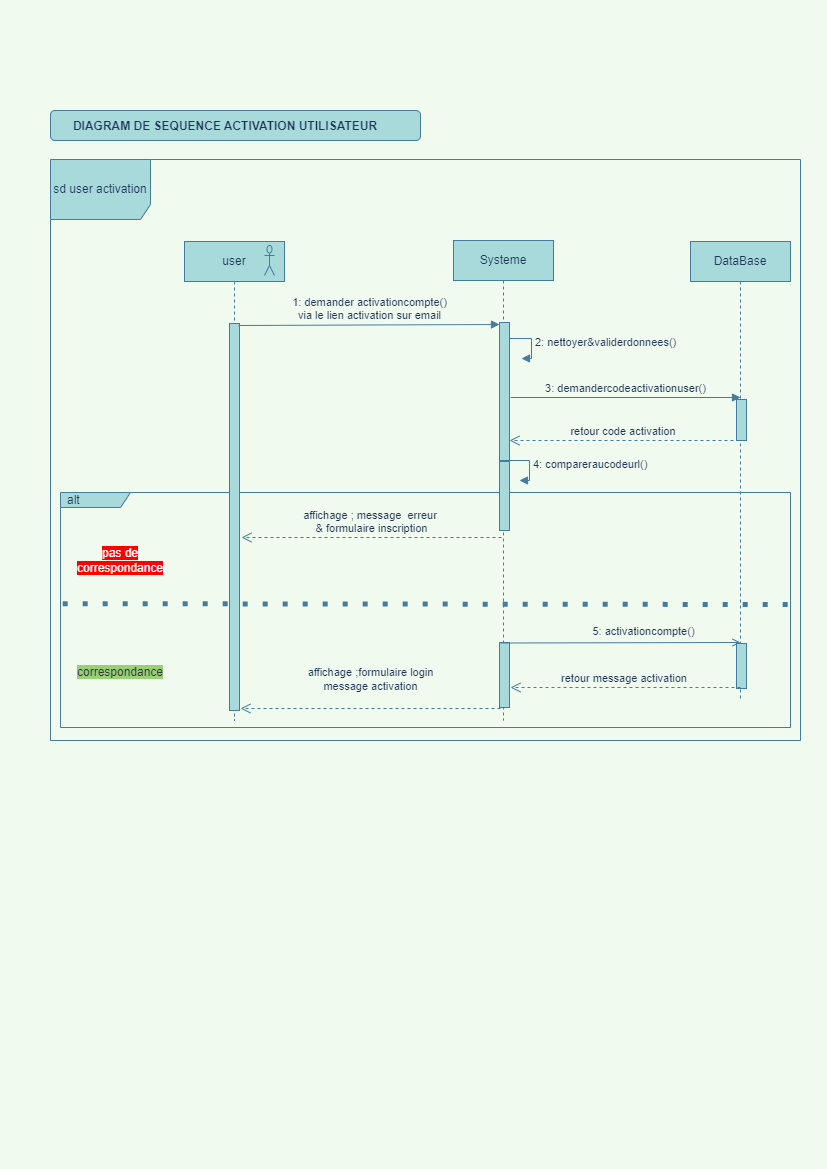 DIAGRAM DE SEQUENCE ACTIVATION UTILISATEUR
sd user activation
user
Systeme
DataBase
1: demander activationcompte()
via le lien activation sur email
2: nettoyer&validerdonnees()
3: demandercodeactivationuser()
retour code activation
4: compareraucodeurl()
alt
affichage ; message  erreur
& formulaire inscription
pas de
correspondance
5: activationcompte()
correspondance
affichage ;formulaire login
message activation
retour message activation